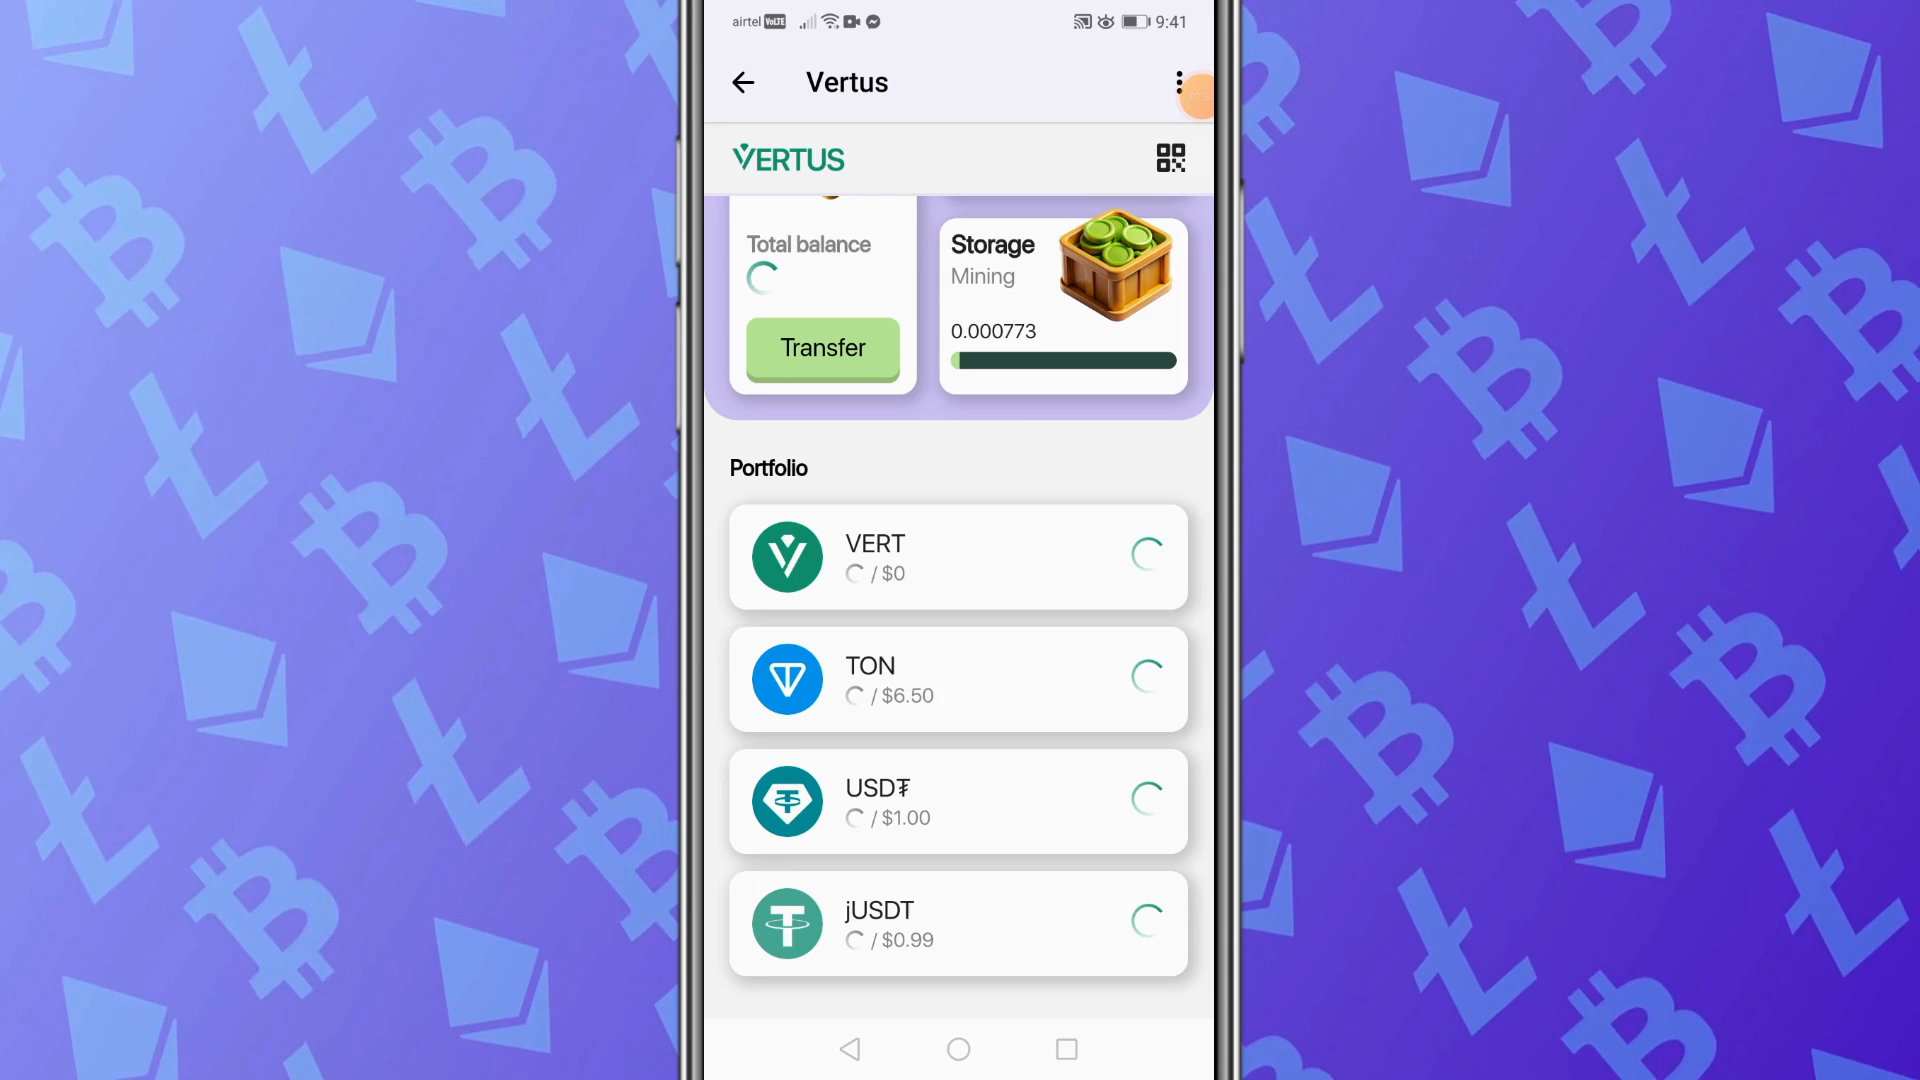 airtel VoLTE 9:41
Vertus
VERTUS
Total balance
Transfer
Storage
Mining
0.000773
Portfolio
VERT
/ $0
TON
/ $6.50
USD₮
/ $1.00
jUSDT
/ $0.99